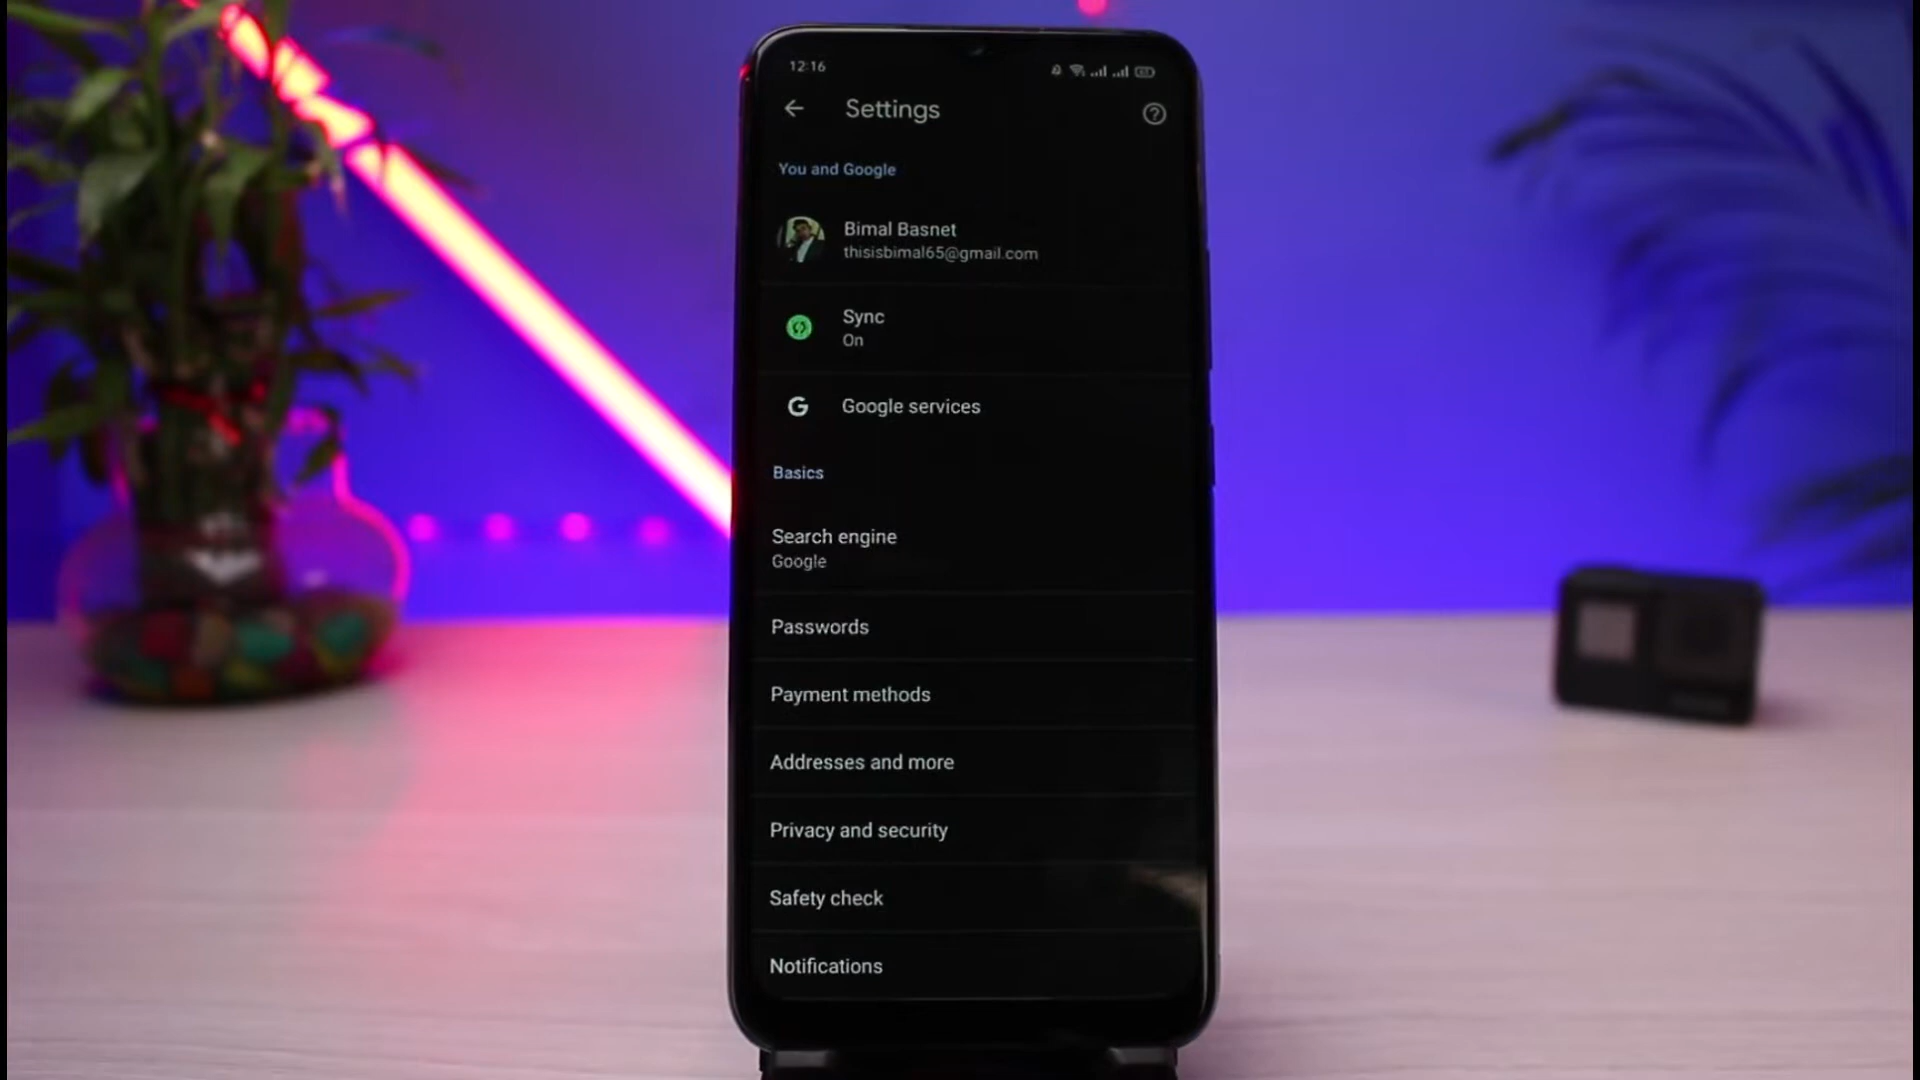 12:16
Settings
You and Google
Bimal Basnet
thisisbimal65@gmail.com
Sync
On
G
Google services
Basics
Search engine
Google
Passwords
Payment methods
Addresses and more
Privacy and security
Safety check
Notifications